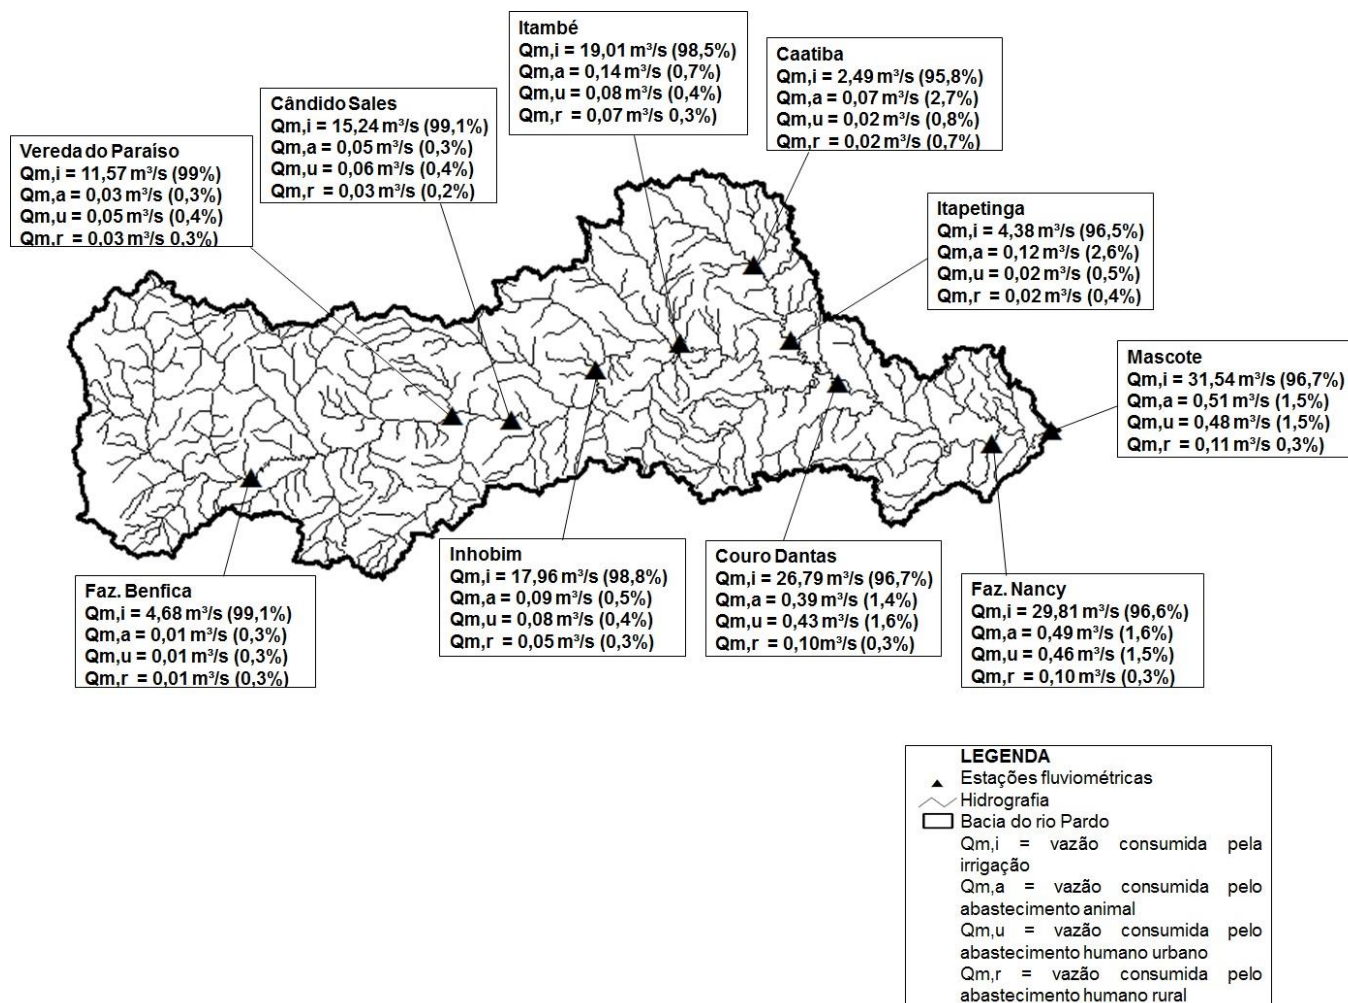 Itambé
Qm,i = 19,01 m³/s (98,5%)
Qm,a = 0,14 m³/s (0,7%)
Qm,u = 0,08 m³/s (0,4%)
Qm,r = 0,07 m³/s 0,3%)
Caatiba
Qm,i = 2,49 m³/s (95,8%)
Qm,a = 0,07 m³/s (2,7%)
Qm,u = 0,02 m³/s (0,8%)
Qm,r = 0,02 m³/s (0,7%)
Cândido Sales
Qm,i = 15,24 m³/s (99,1%)
Qm,a = 0,05 m³/s (0,3%)
Qm,u = 0,06 m³/s (0,4%)
Qm,r = 0,03 m³/s (0,2%)
Vereda do Paraíso
Qm,i = 11,57 m³/s (99%)
Qm,a = 0,03 m³/s (0,3%)
Qm,u = 0,05 m³/s (0,4%)
Qm,r = 0,03 m³/s 0,3%)
Itapetinga
Qm,i = 4,38 m³/s (96,5%)
Qm,a = 0,12 m³/s (2,6%)
Qm,u = 0,02 m³/s (0,5%)
Qm,r = 0,02 m³/s (0,4%)
Mascote
Qm,i = 31,54 m³/s (96,7%)
Qm,a = 0,51 m³/s (1,5%)
Qm,u = 0,48 m³/s (1,5%)
Qm,r = 0,11 m³/s 0,3%)
Faz. Benfica
Qm,i = 4,68 m³/s (99,1%)
Qm,a = 0,01 m³/s (0,3%)
Qm,u = 0,01 m³/s (0,3%)
Qm,r = 0,01 m³/s (0,3%)
Inhobim
Qm,i = 17,96 m³/s (98,8%)
Qm,a = 0,09 m³/s (0,5%)
Qm,u = 0,08 m³/s (0,4%)
Qm,r = 0,05 m³/s (0,3%)
Couro Dantas
Qm,i = 26,79 m³/s (96,7%)
Qm,a = 0,39 m³/s (1,4%)
Qm,u = 0,43 m³/s (1,6%)
Qm,r = 0,10m³/s (0,3%)
Faz. Nancy
Qm,i = 29,81 m³/s (96,6%)
Qm,a = 0,49 m³/s (1,6%)
Qm,u = 0,46 m³/s (1,5%)
Qm,r = 0,10 m³/s (0,3%)
LEGENDA
Estações fluviométricas
Hidrografia
Bacia do rio Pardo
Qm,i = vazão consumida pela
irrigação
Qm,a = vazão consumida pelo
abastecimento animal
Qm,u = vazão consumida pelo
abastecimento humano urbano
Qm,r = vazão consumida pelo
abastecimento humano rural